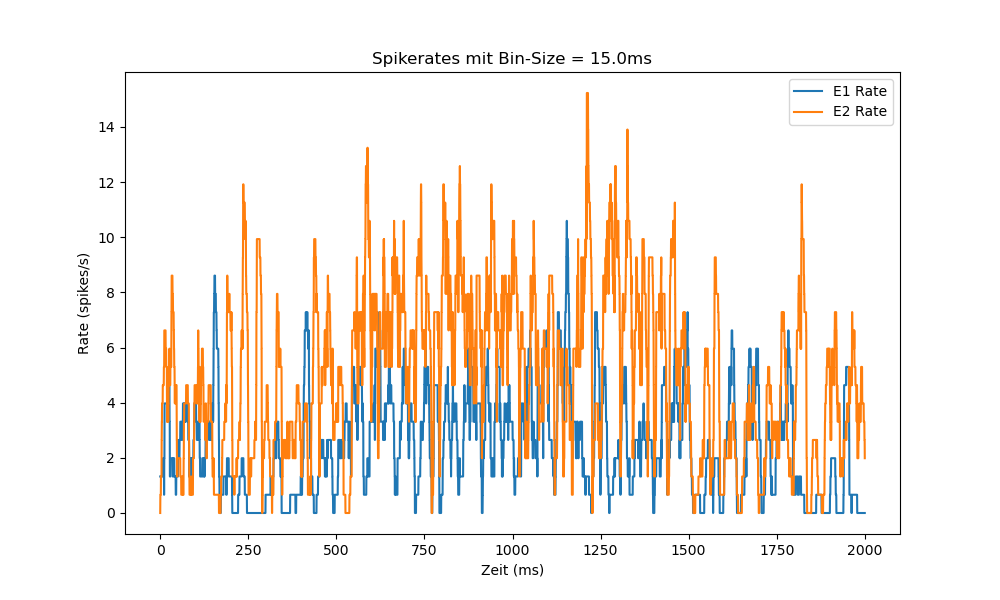 Spikerates mit Bin-Size = 15.0ms
E1 Rate
E2 Rate
Rate (spikes/s)
14
12
10
8
6
4
2
0
0 250 500 750 1000 1250 1500 1750 2000
Zeit (ms)